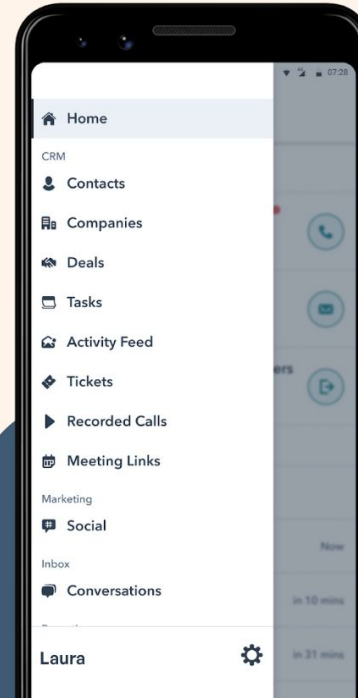 07:28
Home
CRM
Contacts
Companies
Deals
Tasks
Activity Feed
Tickets
Recorded Calls
Meeting Links
Marketing
Social
Inbox
Conversations
Laura
ers
Now
in 10 mins
in 31 mins